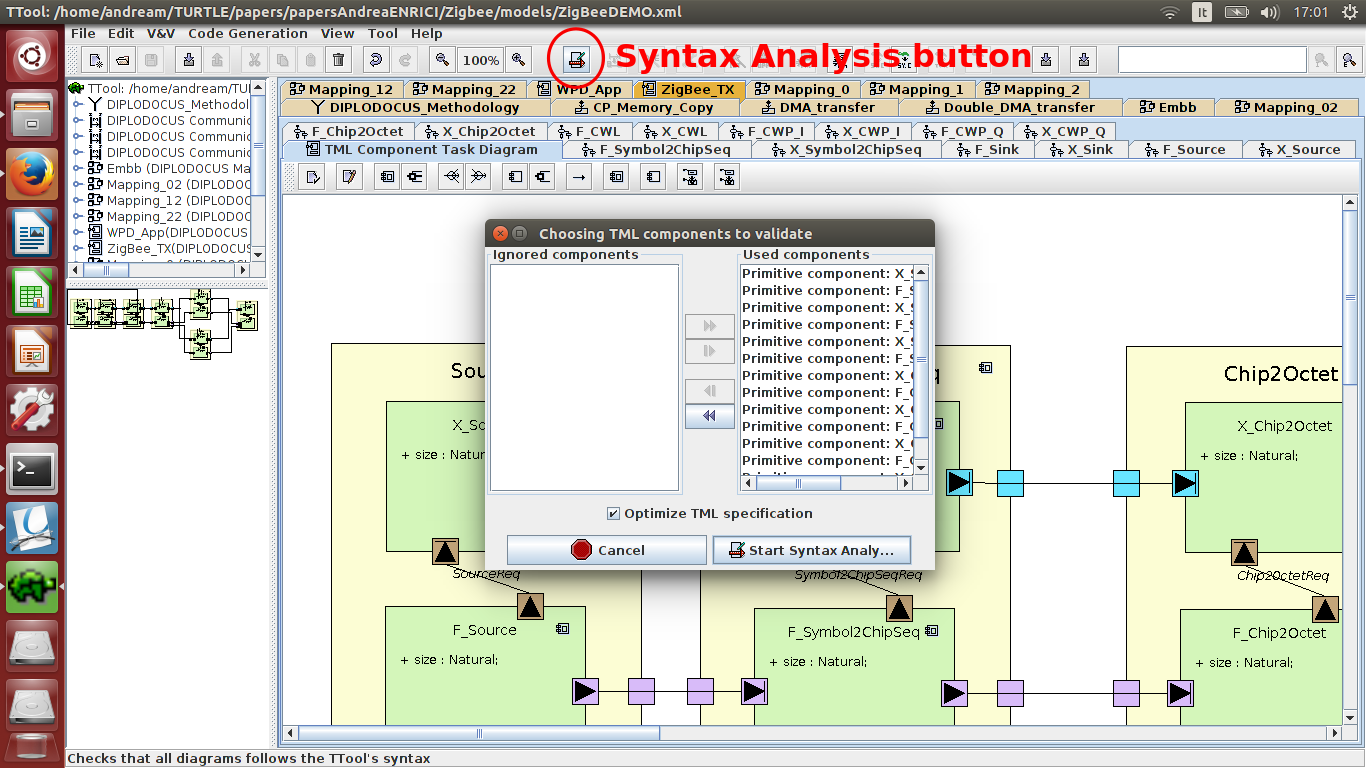 TTool: /home/andream/TURTLE/papers/papersAndreaENRICI/Zigbee/models/ZigBeeDEMO.xml
It
17:01
File Edit V&V Code Generation View Tool Help
100%
Syntax Analysis button
TTool: /home/andream/TUR
DIPLODOCUS_Methodol
DIPLODOCUS Communic
DIPLODOCUS Communic
DIPLODOCUS Communic
Embb (DIPLODOCUS Ma
Mapping_02 (DIPLODOC
Mapping_12 (DIPLODOC
Mapping_22 (DIPLODOC
WPD_App(DIPLODOCUS
ZigBee_TX(DIPLODOCUS
Mapping_12 Mapping_22 WPD_App ZigBee_TX Mapping_0 Mapping_1 Mapping_2
DIPLODOCUS_Methodology CP_Memory_Copy DMA_transfer Double_DMA_transfer Embb Mapping_02
F_Chip2Octet X_Chip2Octet F_CWL X_CWL F_CWP_I X_CWP_I F_CWP_Q X_CWP_Q
TML Component Task Diagram F_Symbol2ChipSeq X_Symbol2ChipSeq F_Sink X_Sink F_Source X_Source
Choosing TML components to validate
Ignored components
Used components
Primitive component: X_S
Primitive component: F_S
Primitive component: X_S
Primitive component: F_S
Primitive component: X_S
Primitive component: F_S
Primitive component: X_C
Primitive component: F_C
Primitive component: X_C
Primitive component: F_C
Primitive component: X_C
Primitive component: F_C
Optimize TML specification
Cancel
Start Syntax Analy...
Sou
q
Chip2Octet
X_So
+ size : Natur
X_Chip2Octet
+ size : Natural;
SourceReq
Symbol2ChipSeqReq
Chip2OctetReq
F_Source
+ size : Natural;
F_Symbol2ChipSeq
+ size : Natural;
F_Chip2Octet
+ size : Natural;
Checks that all diagrams follows the TTool's syntax